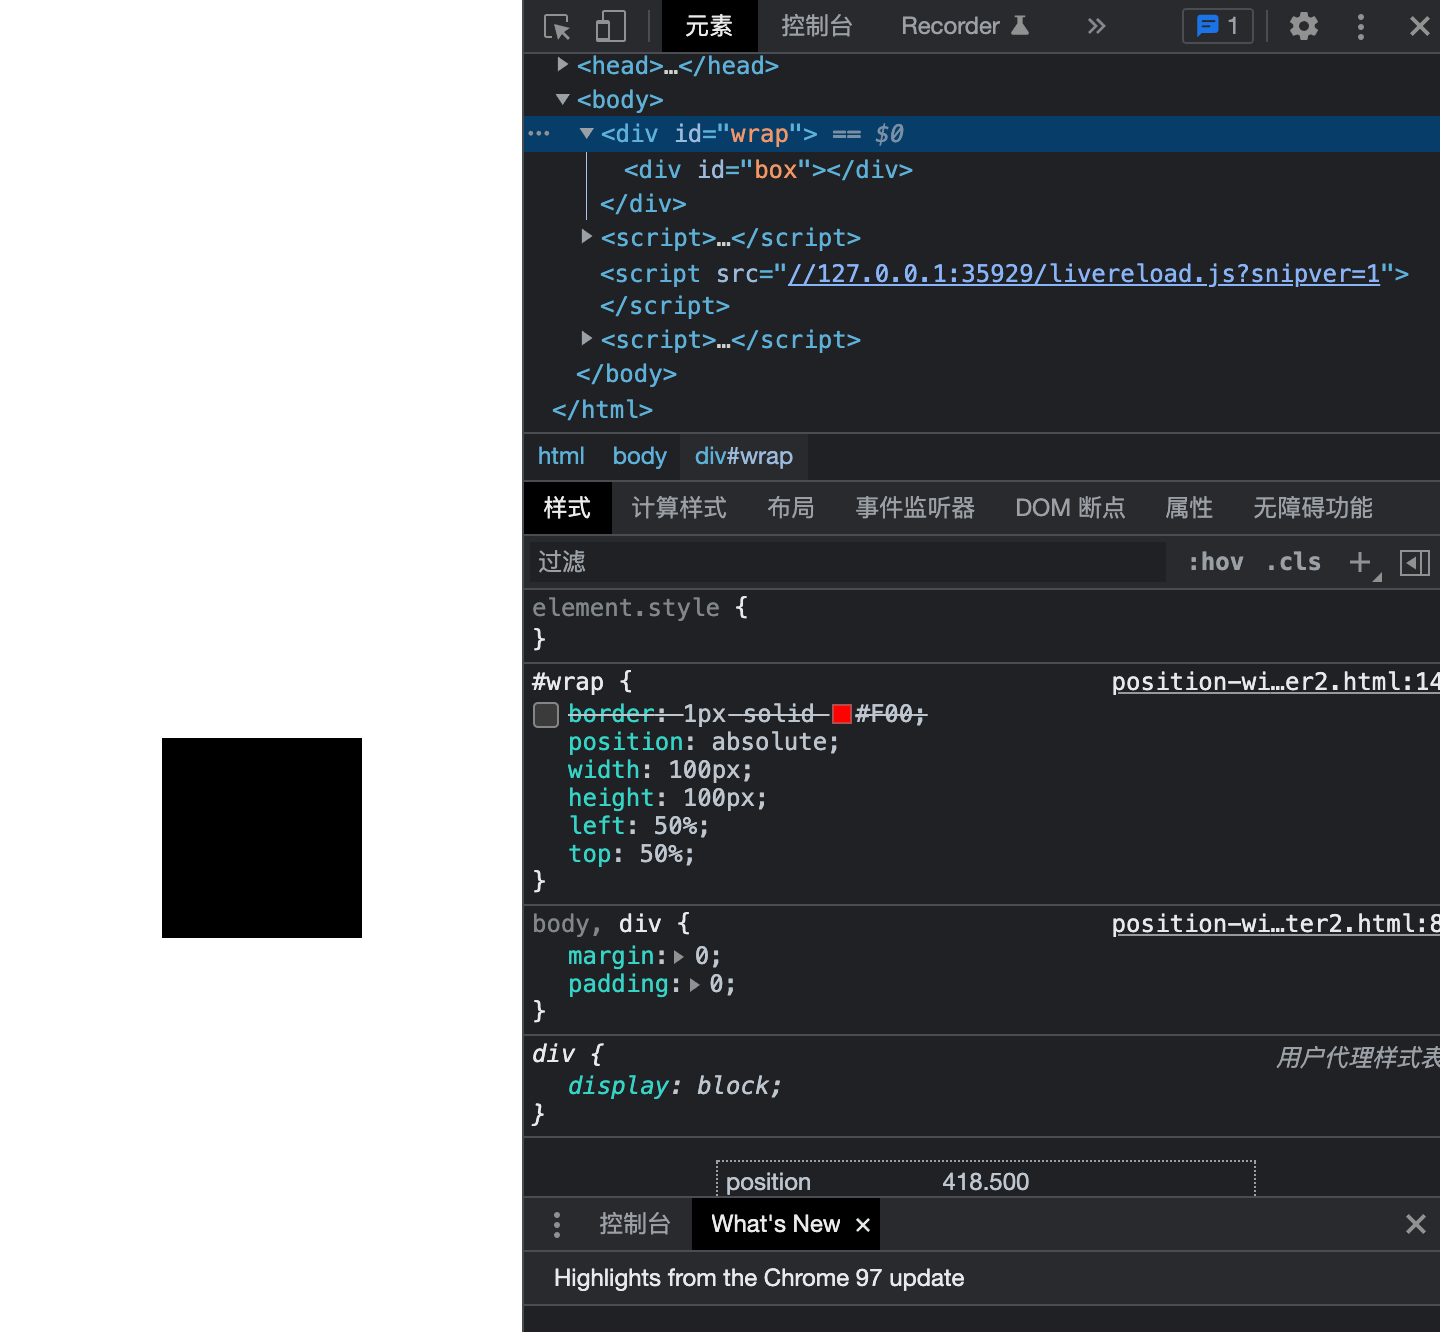 元素 控制台 Recorder » 1
<head>…</head>
<body>
… <div id="wrap"> == $0
<div id="box"></div>
</div>
<script>…</script>
<script src="//127.0.0.1:35929/livereload.js?snipver=1">
</script>
<script>…</script>
</body>
</html>
html body div#wrap
样式 计算样式 布局 事件监听器 DOM 断点 属性 无障碍功能
过滤 :hov .cls +
element.style {
}
#wrap { position-wi…er2.html:14
border: 1px solid #F00;
position: absolute;
width: 100px;
height: 100px;
left: 50%;
top: 50%;
}
body, div { position-wi…ter2.html:8
margin: 0;
padding: 0;
}
div { 用户代理样式表
display: block;
}
position 418.500
控制台 What's New ×
Highlights from the Chrome 97 update